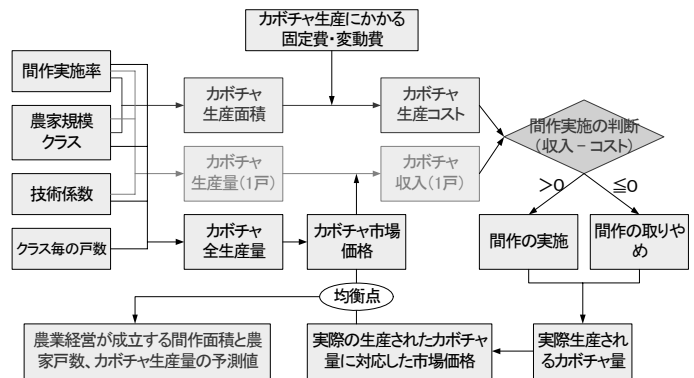 カボチャ生産にかかる
固定費・変動費
間作実施率
農家規模
クラス
技術係数
クラス毎の戸数
カボチャ
生産面積
カボチャ
生産コスト
カボチャ
生産量(1戸)
カボチャ
収入(1戸)
カボチャ
全生産量
カボチャ市場
価格
間作実施の判断
(収入-コスト)
>0
≦0
間作の実施
間作の取りや
め
均衡点
農業経営が成立する間作面積と農
家戸数、カボチャ生産量の予測値
実際の生産されたカボチャ
量に対応した市場価格
実際生産され
るカボチャ量